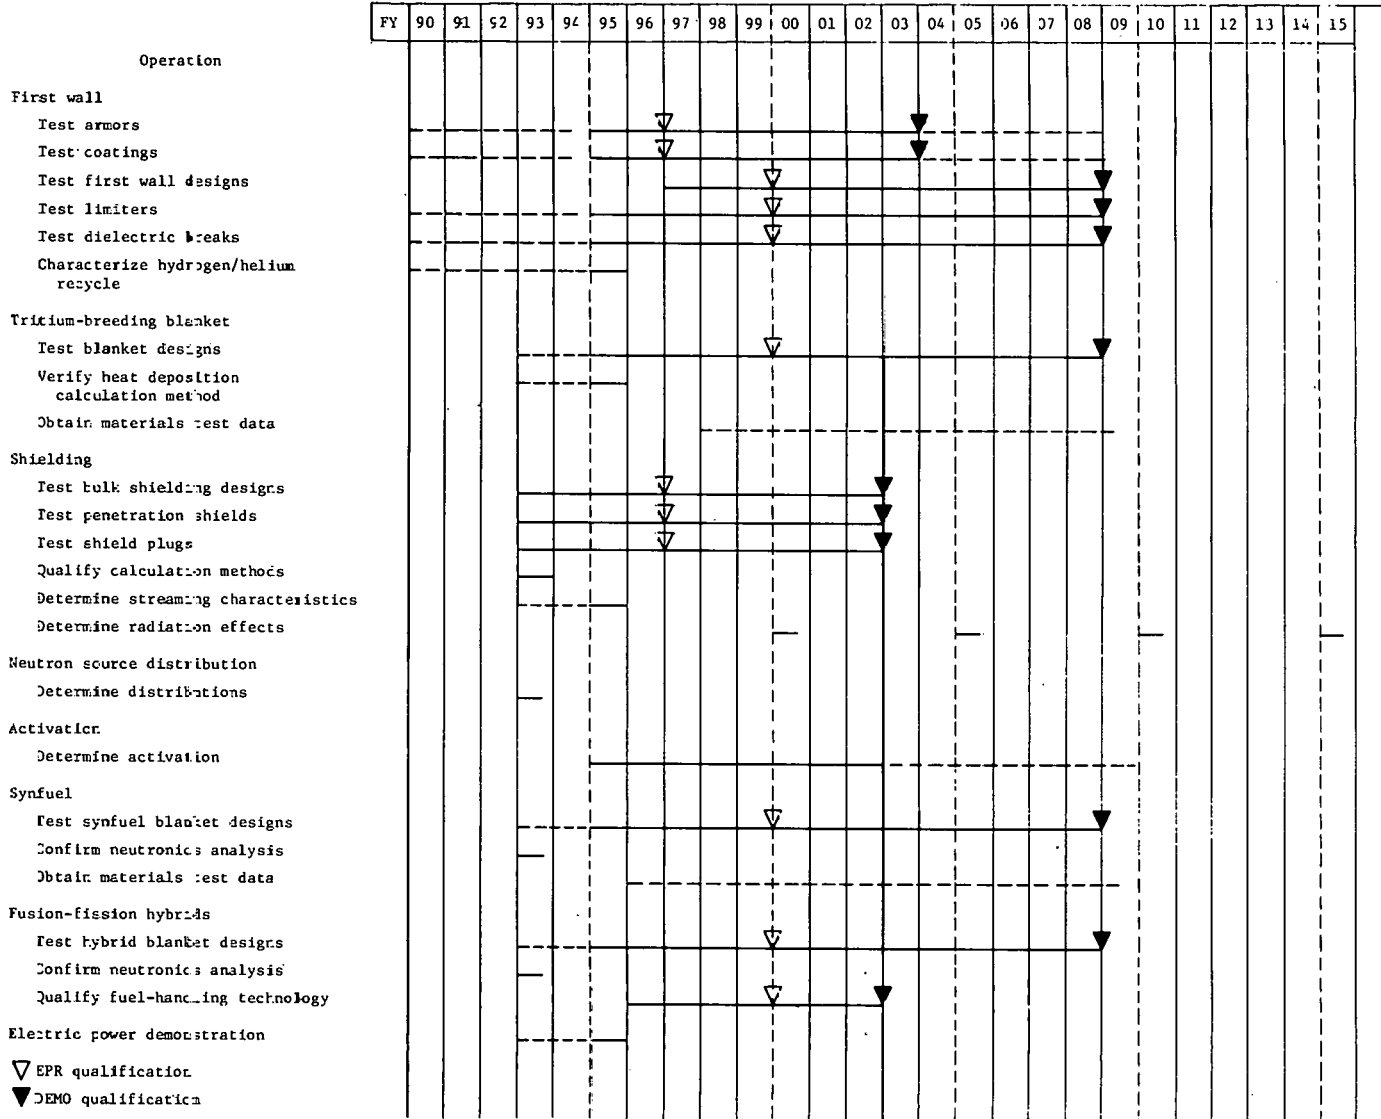 FY 90 91 92 93 94 95 96 97 98 99 00 01 02 03 04 05 06 07 08 09 10 11 12 13 14 15
Operation
First wall
Test armors
Test coatings
Test first wall designs
Test limiters
Test dielectric breaks
Characterize hydrogen/helium
recycle
Tritium-breeding blanket
Test blanket designs
Verify heat deposition
calculation method
Obtain materials test data
Shielding
Test bulk shielding designs
Test penetration shields
Test shield plugs
Qualify calculation methods
Determine streaming characteristics
Determine radiation effects
Neutron source distribution
Determine distributions
Activation
Determine activation
Synfuel
Test synfuel blanket designs
Confirm neutronics analysis
Obtain materials test data
Fusion-fission hybrids
Test hybrid blanket designs
Confirm neutronics analysis
Qualify fuel-handling technology
Electric power demonstration
EPR qualification
DEMO qualification